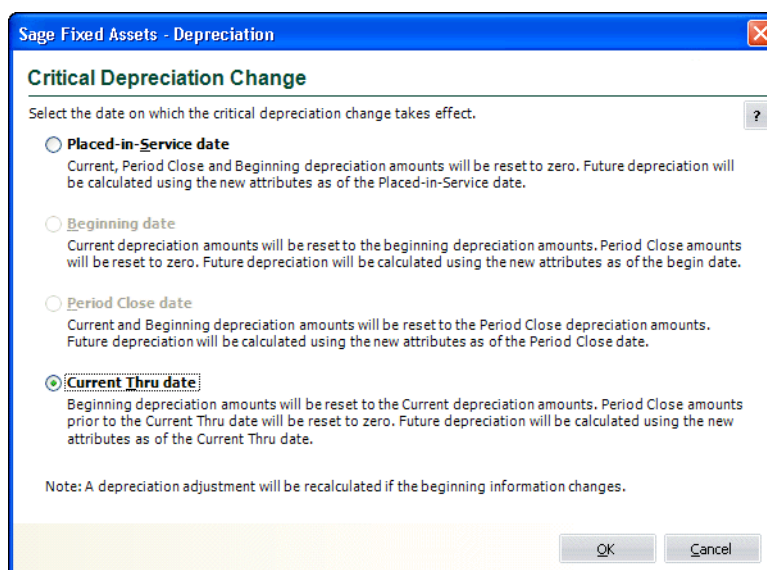 Sage Fixed Assets - Depreciation
Critical Depreciation Change
Select the date on which the critical depreciation change takes effect.
?
Placed-in-Service date
Current, Period Close and Beginning depreciation amounts will be reset to zero. Future depreciation will
be calculated using the new attributes as of the Placed-in-Service date.
Beginning date
Current depreciation amounts will be reset to the beginning depreciation amounts. Period Close amounts
will be reset to zero. Future depreciation will be calculated using the new attributes as of the begin date.
Period Close date
Current and Beginning depreciation amounts will be reset to the Period Close depreciation amounts.
Future depreciation will be calculated using the new attributes as of the Period Close date.
Current Thru date
Beginning depreciation amounts will be reset to the Current depreciation amounts. Period Close amounts
prior to the Current Thru date will be reset to zero. Future depreciation will be calculated using the new
attributes as of the Current Thru date.
Note: A depreciation adjustment will be recalculated if the beginning information changes.
OK
Cancel